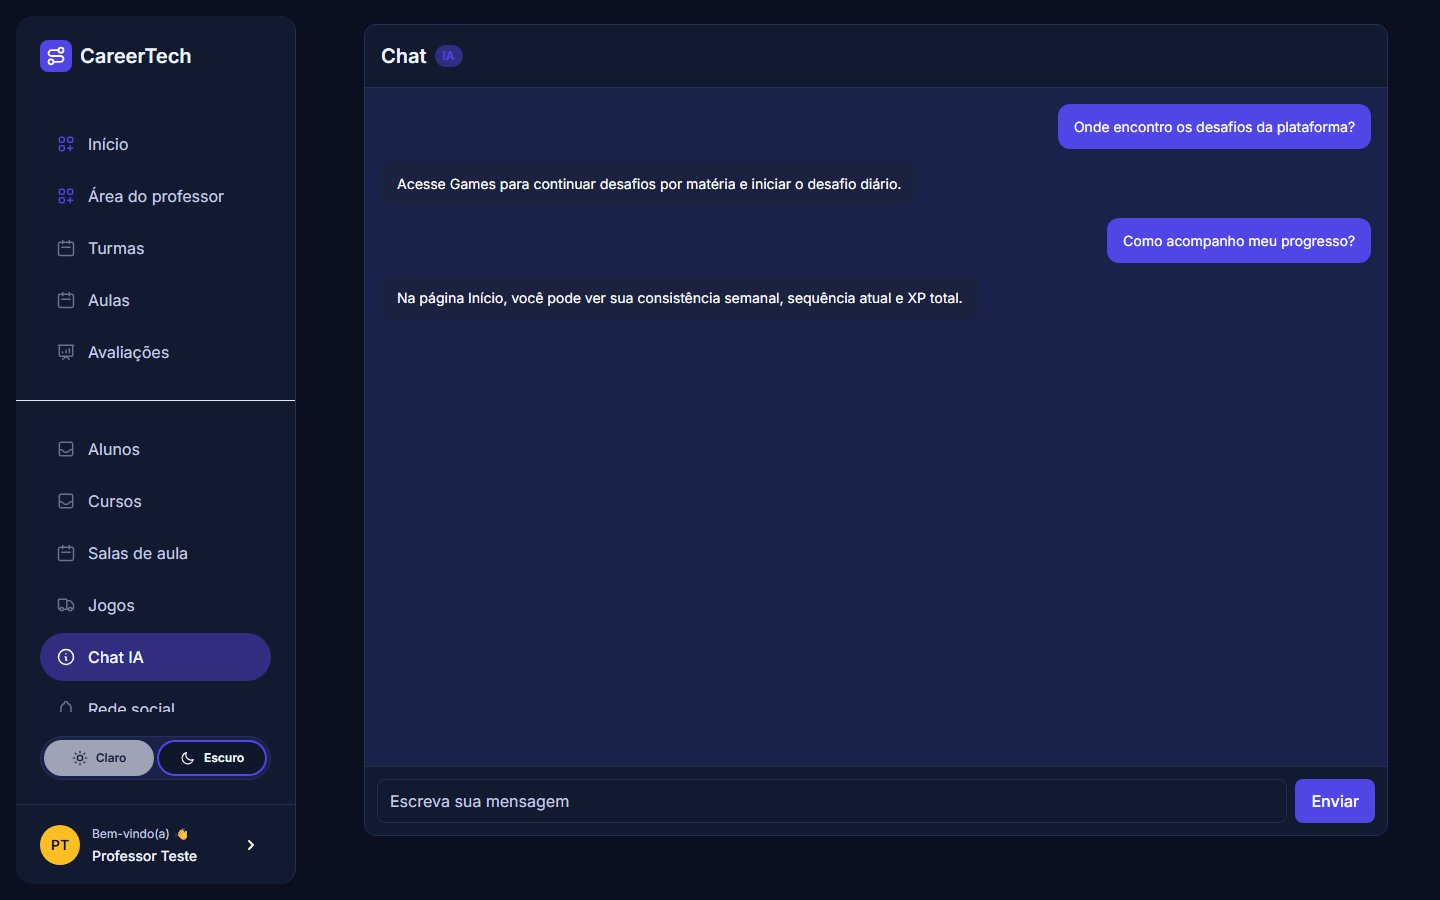 CareerTech
Início
Área do professor
Turmas
Aulas
Avaliações
Alunos
Cursos
Salas de aula
Jogos
Chat IA
Rede social
Claro
Escuro
PT
Bem-vindo(a) 👋
Professor Teste
Chat IA
Onde encontro os desafios da plataforma?
Acesse Games para continuar desafios por matéria e iniciar o desafio diário.
Como acompanho meu progresso?
Na página Início, você pode ver sua consistência semanal, sequência atual e XP total.
Escreva sua mensagem
Enviar